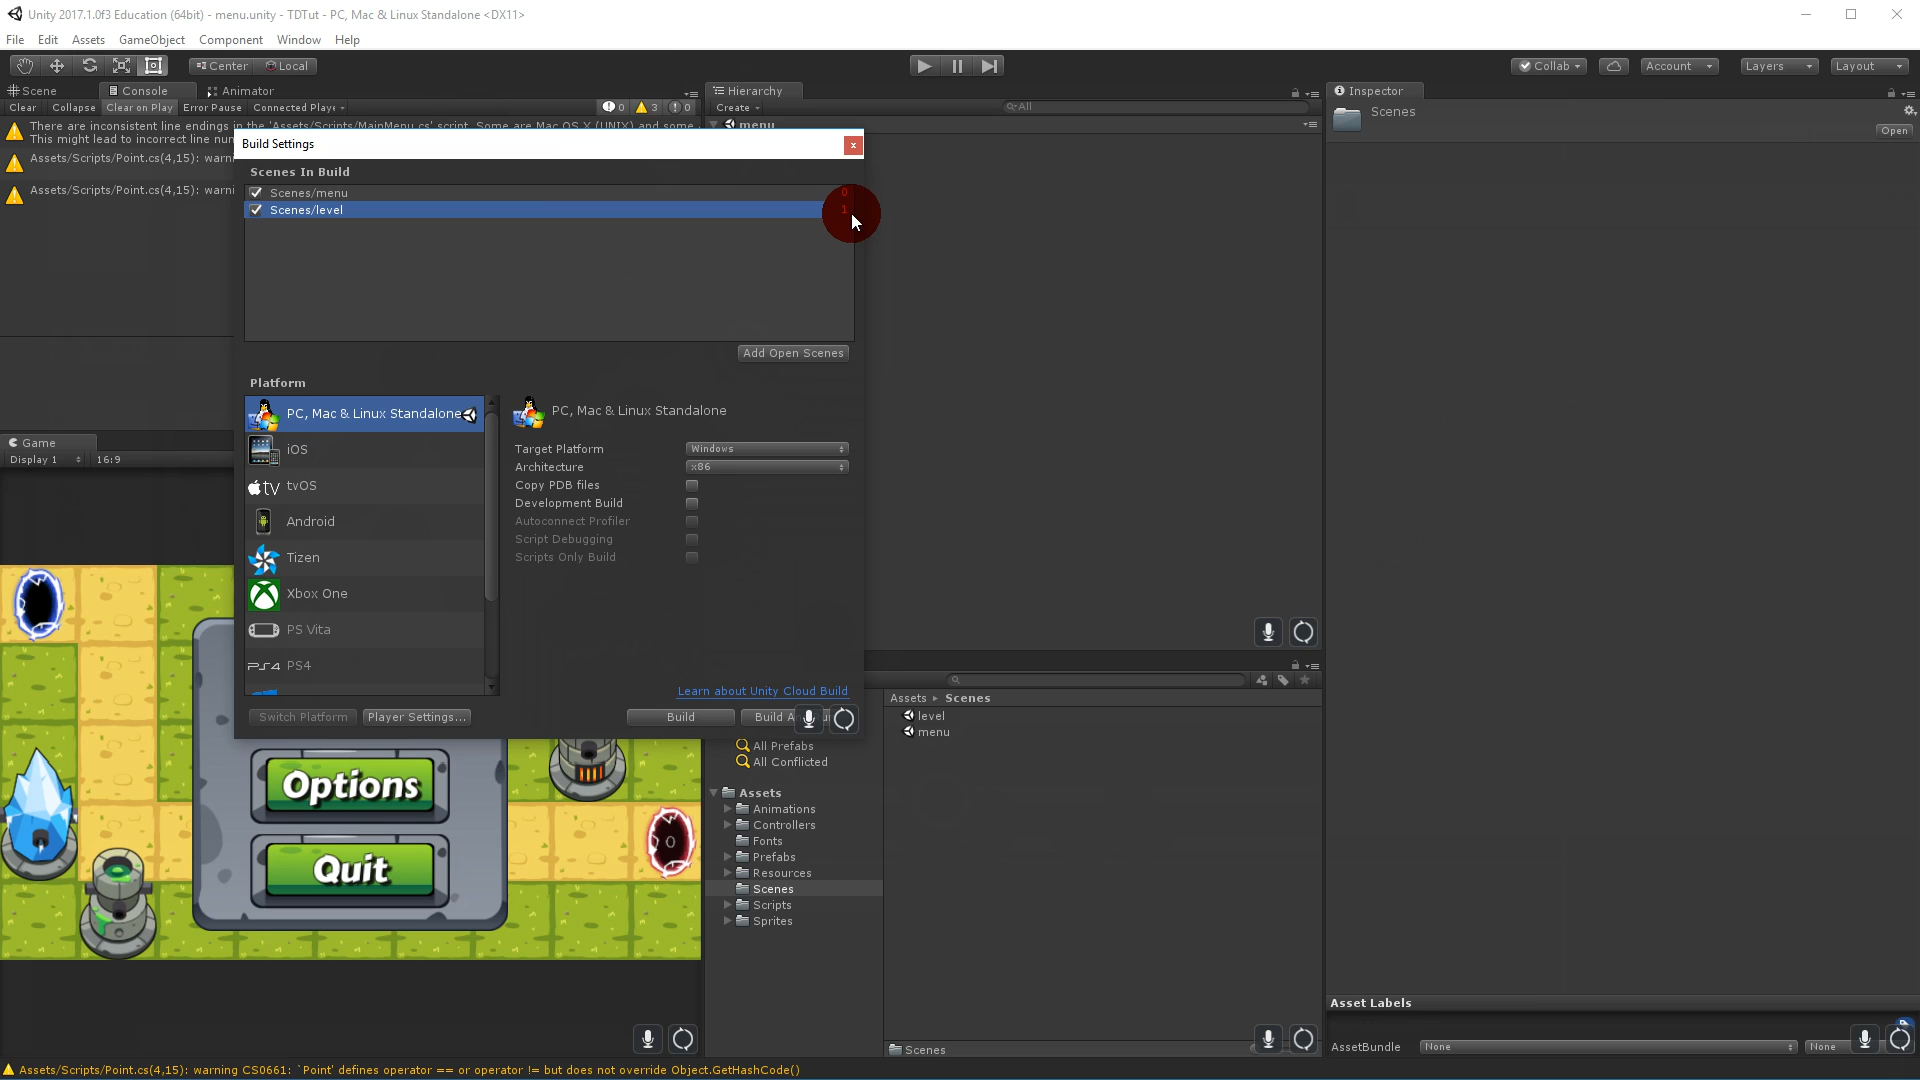 Unity 2017.1.0f3 Education (64bit) - menu.unity - TDTut - PC, Mac & Linux Standalone <DX11>
File Edit Assets GameObject Component Window Help
Center Local Collab Account Layers Layout
Scene Console Animator Hierarchy Inspector
Clear Collapse Clear on Play Error Pause Connected Playe 0 3 0 Create All Scenes
Open
There are inconsistent line endings in the 'Assets/Scripts/MainMenu.cs' script. Some are Mac OS X (UNIX) and some menu
This might lead to incorrect line nun
Assets/Scripts/Point.cs(4,15): warni
Assets/Scripts/Point.cs(4,15): warni
Build Settings
Scenes In Build
Scenes/menu 0
Scenes/level 1
Add Open Scenes
Platform
PC, Mac & Linux Standalone
iOS
tvOS
Android
Tizen
Xbox One
PS Vita
PS4
PC, Mac & Linux Standalone
Target Platform Windows
Architecture x86
Copy PDB files
Development Build
Autoconnect Profiler
Script Debugging
Scripts Only Build
Learn about Unity Cloud Build
Switch Platform Player Settings... Build Build
Game
Display 1 16:9
Options
Quit
All Prefabs
All Conflicted
Assets
Animations
Controllers
Fonts
Prefabs
Resources
Scenes
Scripts
Sprites
Assets Scenes
level
menu
Scenes
Asset Labels
AssetBundle None None
Assets/Scripts/Point.cs(4,15): warning CS0661: `Point' defines operator == or operator != but does not override Object.GetHashCode()